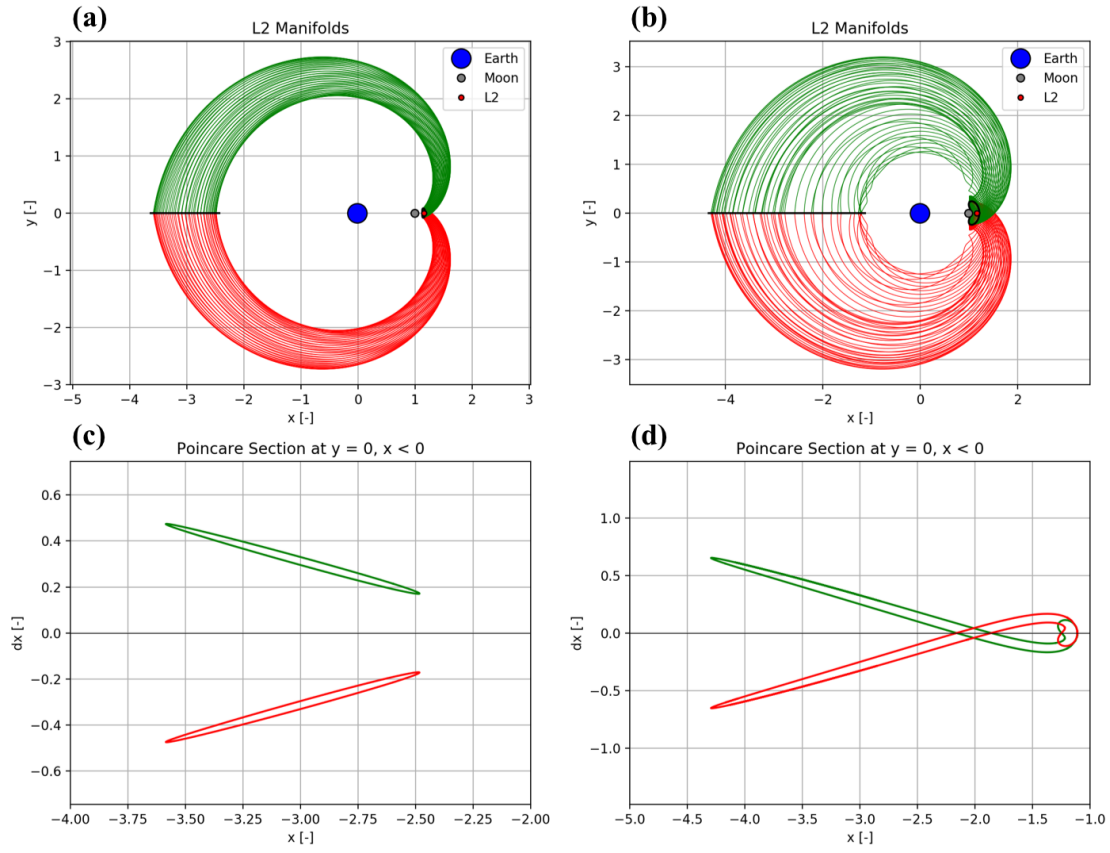 (a)
L2 Manifolds
Earth
Moon
L2
3
2
1
0
−1
−2
−3
y [-]
−5
−4
−3
−2
−1
0
1
2
3
x [-]
(b)
L2 Manifolds
Earth
Moon
L2
3
2
1
0
−1
−2
−3
y [-]
−4
−2
0
2
x [-]
(c)
Poincare Section at y = 0, x < 0
0.6
0.4
0.2
0.0
−0.2
−0.4
−0.6
dx [-]
−4.00
−3.75
−3.50
−3.25
−3.00
−2.75
−2.50
−2.25
−2.00
x [-]
(d)
Poincare Section at y = 0, x < 0
1.0
0.5
0.0
−0.5
−1.0
dx [-]
−5.0
−4.5
−4.0
−3.5
−3.0
−2.5
−2.0
−1.5
−1.0
x [-]